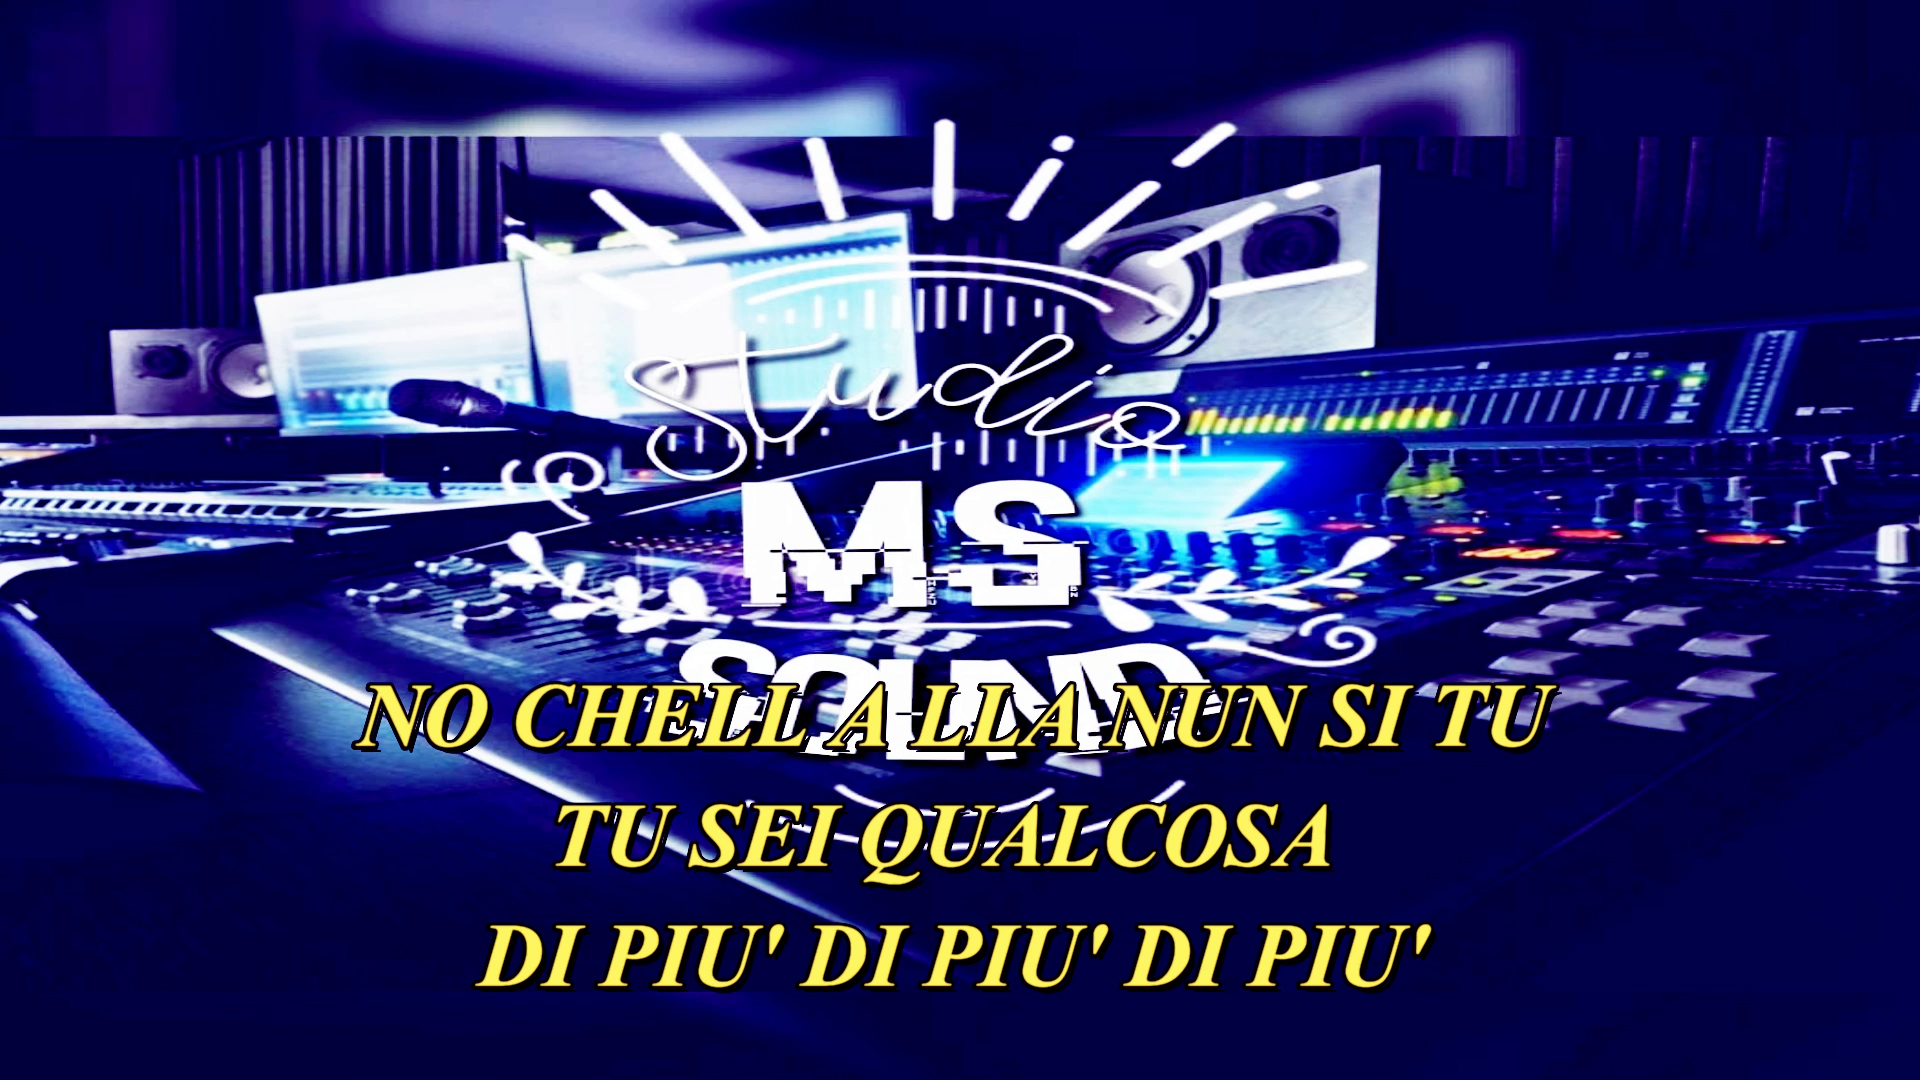 Studio
MS
SOUND
NO CHELL A LLA NUN SI TU
TU SEI QUALCOSA
DI PIU' DI PIU' DI PIU'